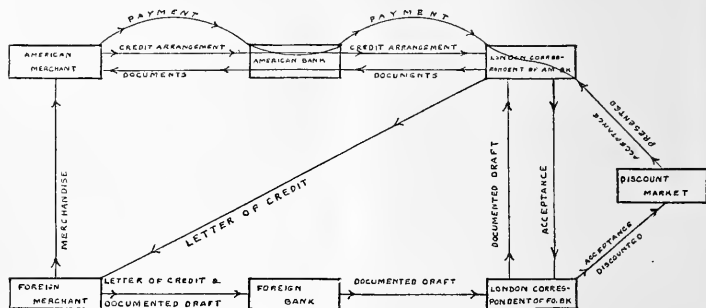 PAYMENT
PAYMENT
CREDIT ARRANGEMENT
CREDIT ARRANGEMENT
AMERICAN
MERCHANT
AMERICAN BANK
LONDON CORRES-
PONDENT OF AM. BK
DOCUMENTS
DOCUMENTS
PRESENTED
ACCEPTANCE
MERCHANDISE
LETTER OF CREDIT
DOCUMENTED DRAFT
ACCEPTANCE
DISCOUNT
MARKET
ACCEPTANCE
DISCOUNTED
FOREIGN
MERCHANT
LETTER OF CREDIT &
DOCUMENTED DRAFT
FOREIGN
BANK
DOCUMENTED DRAFT
LONDON CORRES-
PONDENT OF FO. BK